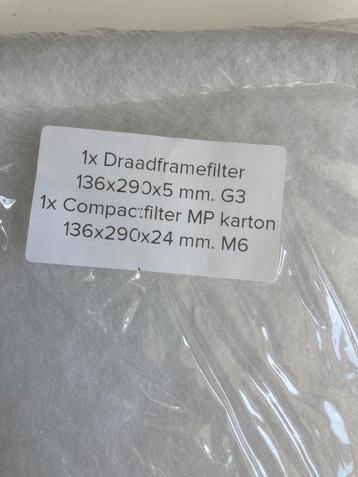 1x Draadframefilter
136x290x5 mm. G3
1x Compactfilter MP karton
136x290x24 mm. M6